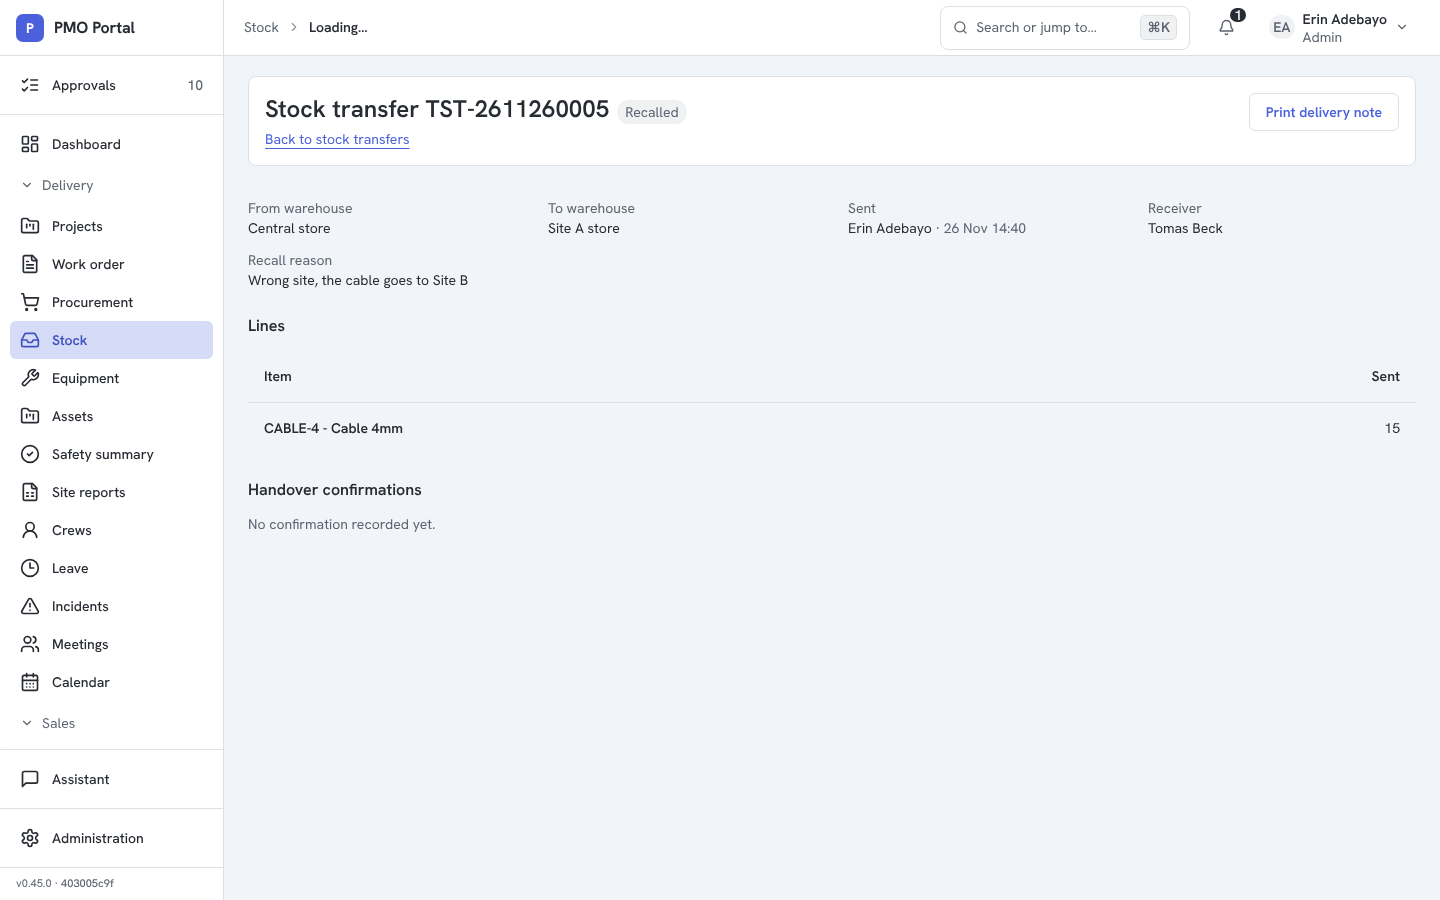 P PMO Portal
Stock > Loading...
Search or jump to... ⌘K
1
EA
Erin Adebayo
Admin
Approvals 10
Dashboard
Delivery
Projects
Work order
Procurement
Stock
Equipment
Assets
Safety summary
Site reports
Crews
Leave
Incidents
Meetings
Calendar
Sales
Assistant
Administration
v0.45.0 · 403005c9f
Stock transfer TST-2611260005 Recalled
Print delivery note
Back to stock transfers
From warehouse To warehouse Sent Receiver
Central store Site A store Erin Adebayo · 26 Nov 14:40 Tomas Beck
Recall reason
Wrong site, the cable goes to Site B
Lines
Item Sent
CABLE-4 - Cable 4mm 15
Handover confirmations
No confirmation recorded yet.